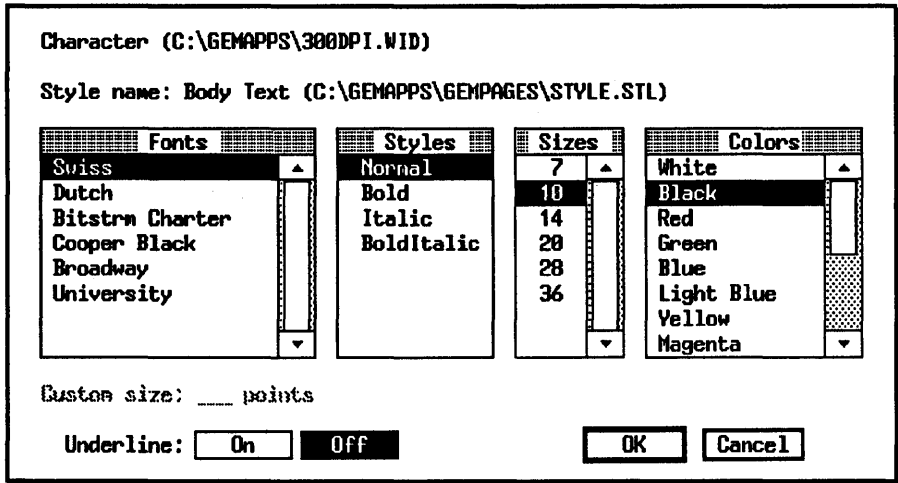 Character (C:\GEMAPPS\300DPI.WID)
Style name: Body Text (C:\GEMAPPS\GEMPAGES\STYLE.STL)
Fonts
Swiss
Dutch
Bitstrm Charter
Cooper Black
Broadway
University
Styles
Normal
Bold
Italic
BoldItalic
Sizes
7
10
14
20
28
36
Colors
White
Black
Red
Green
Blue
Light Blue
Yellow
Magenta
Custom size: ___ points
Underline: On Off
OK Cancel